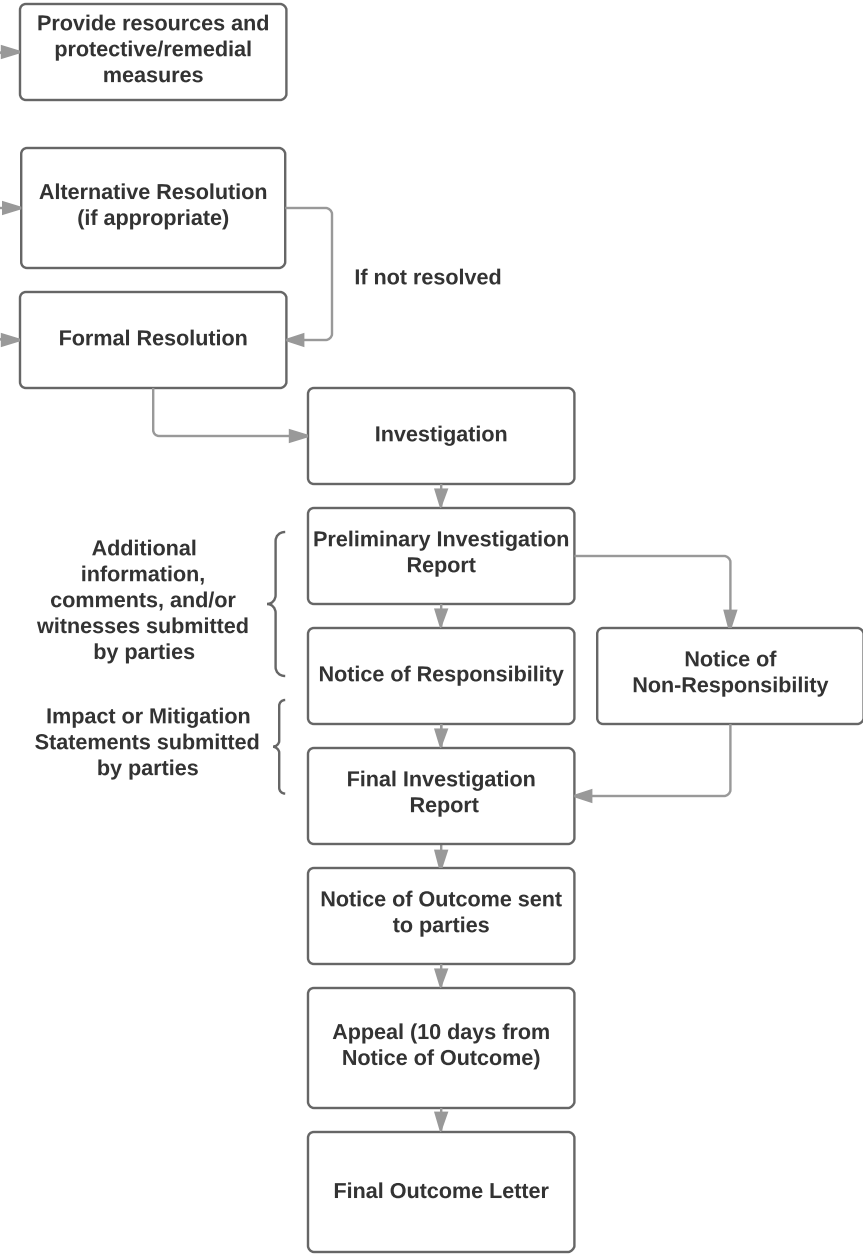 Provide resources and
protective/remedial
measures
Alternative Resolution
(if appropriate)
If not resolved
Formal Resolution
Investigation
Preliminary Investigation
Report
Additional
information,
comments, and/or
witnesses submitted
by parties
Notice of Responsibility
Notice of
Non-Responsibility
Impact or Mitigation
Statements submitted
by parties
Final Investigation
Report
Notice of Outcome sent
to parties
Appeal (10 days from
Notice of Outcome)
Final Outcome Letter